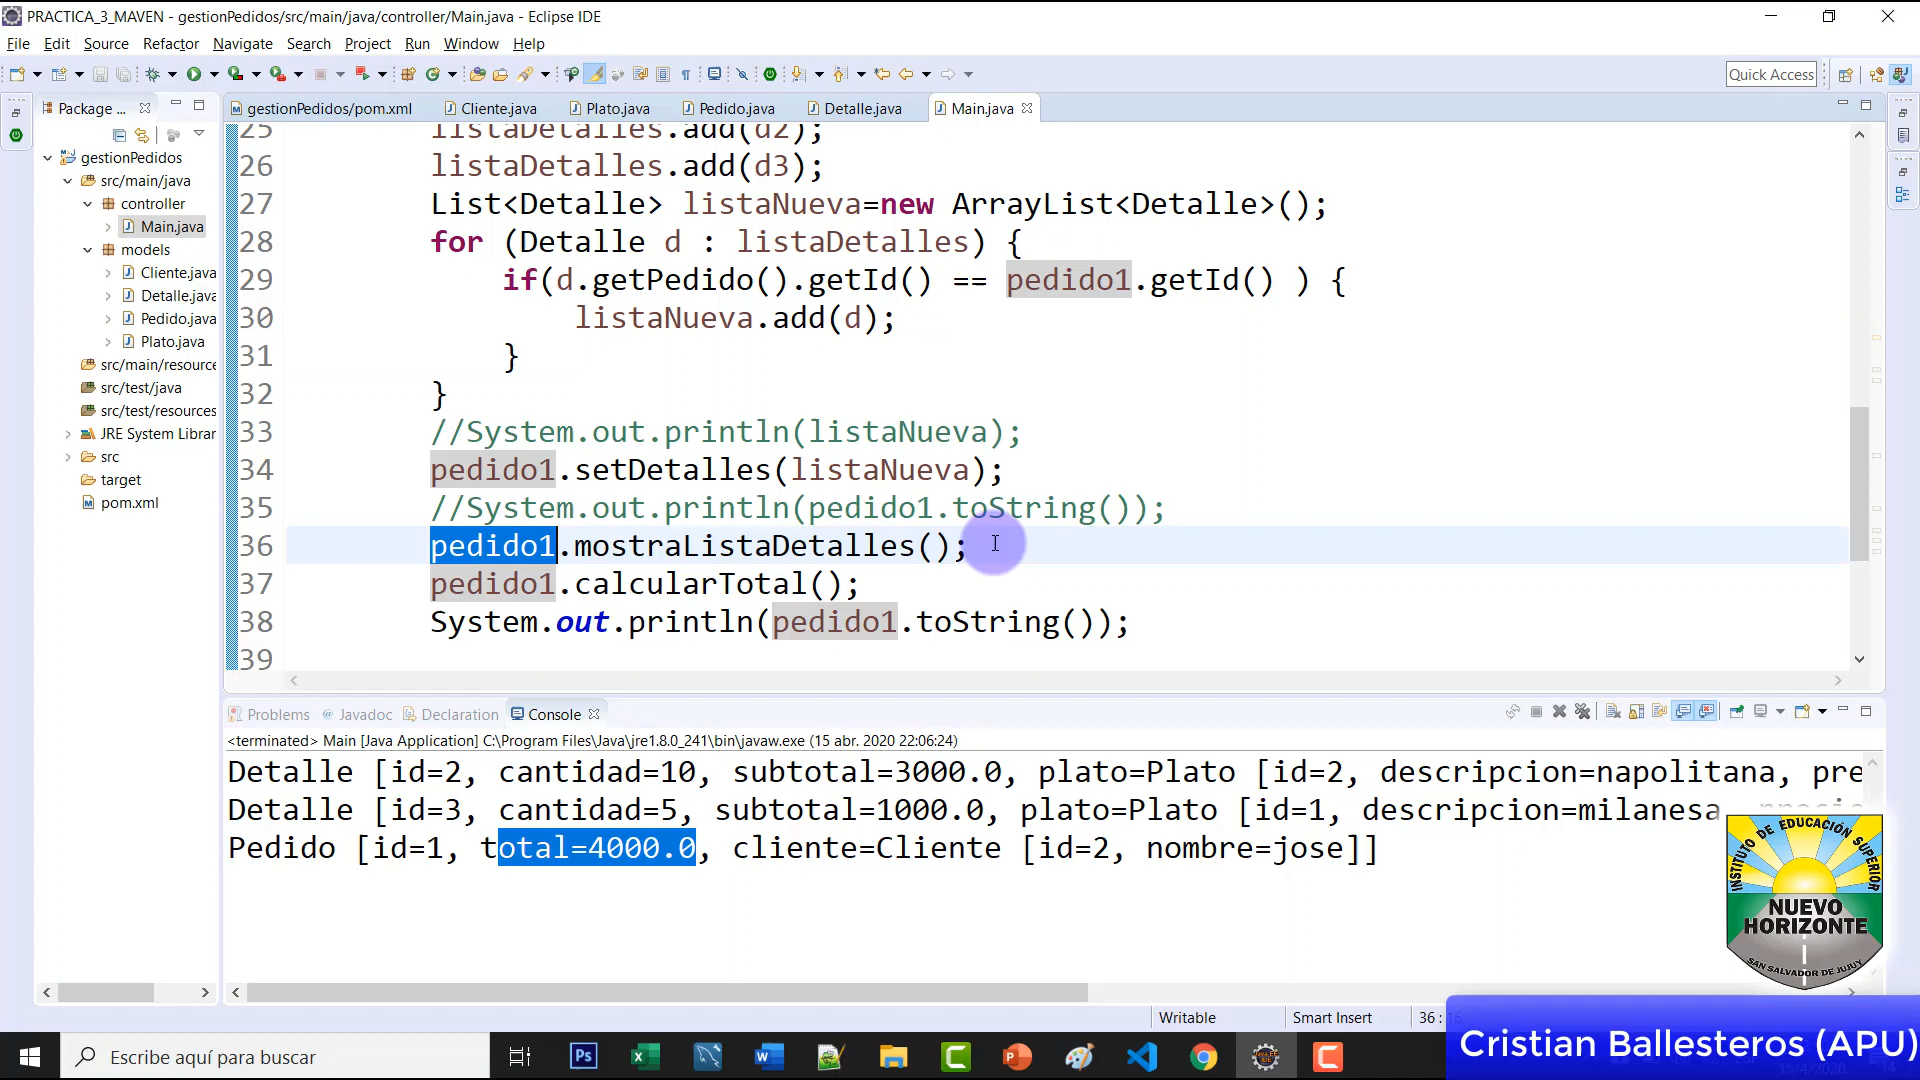 PRACTICA_3_MAVEN - gestionPedidos/src/main/java/controller/Main.java - Eclipse IDE
File Edit Source Refactor Navigate Search Project Run Window Help
Quick Access
Package ...
gestionPedidos/pom.xml Cliente.java Plato.java Pedido.java Detalle.java Main.java
gestionPedidos
src/main/java
controller
Main.java
models
Cliente.java
Detalle.java
Pedido.java
Plato.java
src/main/resource
src/test/java
src/test/resources
JRE System Librar
src
target
pom.xml
25 listaDetalles.add(d2);
26 listaDetalles.add(d3);
27 List<Detalle> listaNueva=new ArrayList<Detalle>();
28 for (Detalle d : listaDetalles) {
29 if(d.getPedido().getId() == pedido1.getId() ) {
30 listaNueva.add(d);
31 }
32 }
33 //System.out.println(listaNueva);
34 pedido1.setDetalles(listaNueva);
35 //System.out.println(pedido1.toString());
36 pedido1.mostraListaDetalles();
37 pedido1.calcularTotal();
38 System.out.println(pedido1.toString());
39
Problems Javadoc Declaration Console
<terminated> Main [Java Application] C:\Program Files\Java\jre1.8.0_241\bin\javaw.exe (15 abr. 2020 22:06:24)
Detalle [id=2, cantidad=10, subtotal=3000.0, plato=Plato [id=2, descripcion=napolitana, pre
Detalle [id=3, cantidad=5, subtotal=1000.0, plato=Plato [id=1, descripcion=milanesa
Pedido [id=1, total=4000.0, cliente=Cliente [id=2, nombre=jose]]
INSTITUTO DE EDUCACIÓN SUPERIOR
NUEVO
HORIZONTE
SAN SALVADOR DE JUJUY
Writable Smart Insert 36 :
Cristian Ballesteros (APU)
Escribe aquí para buscar
15/4/2020